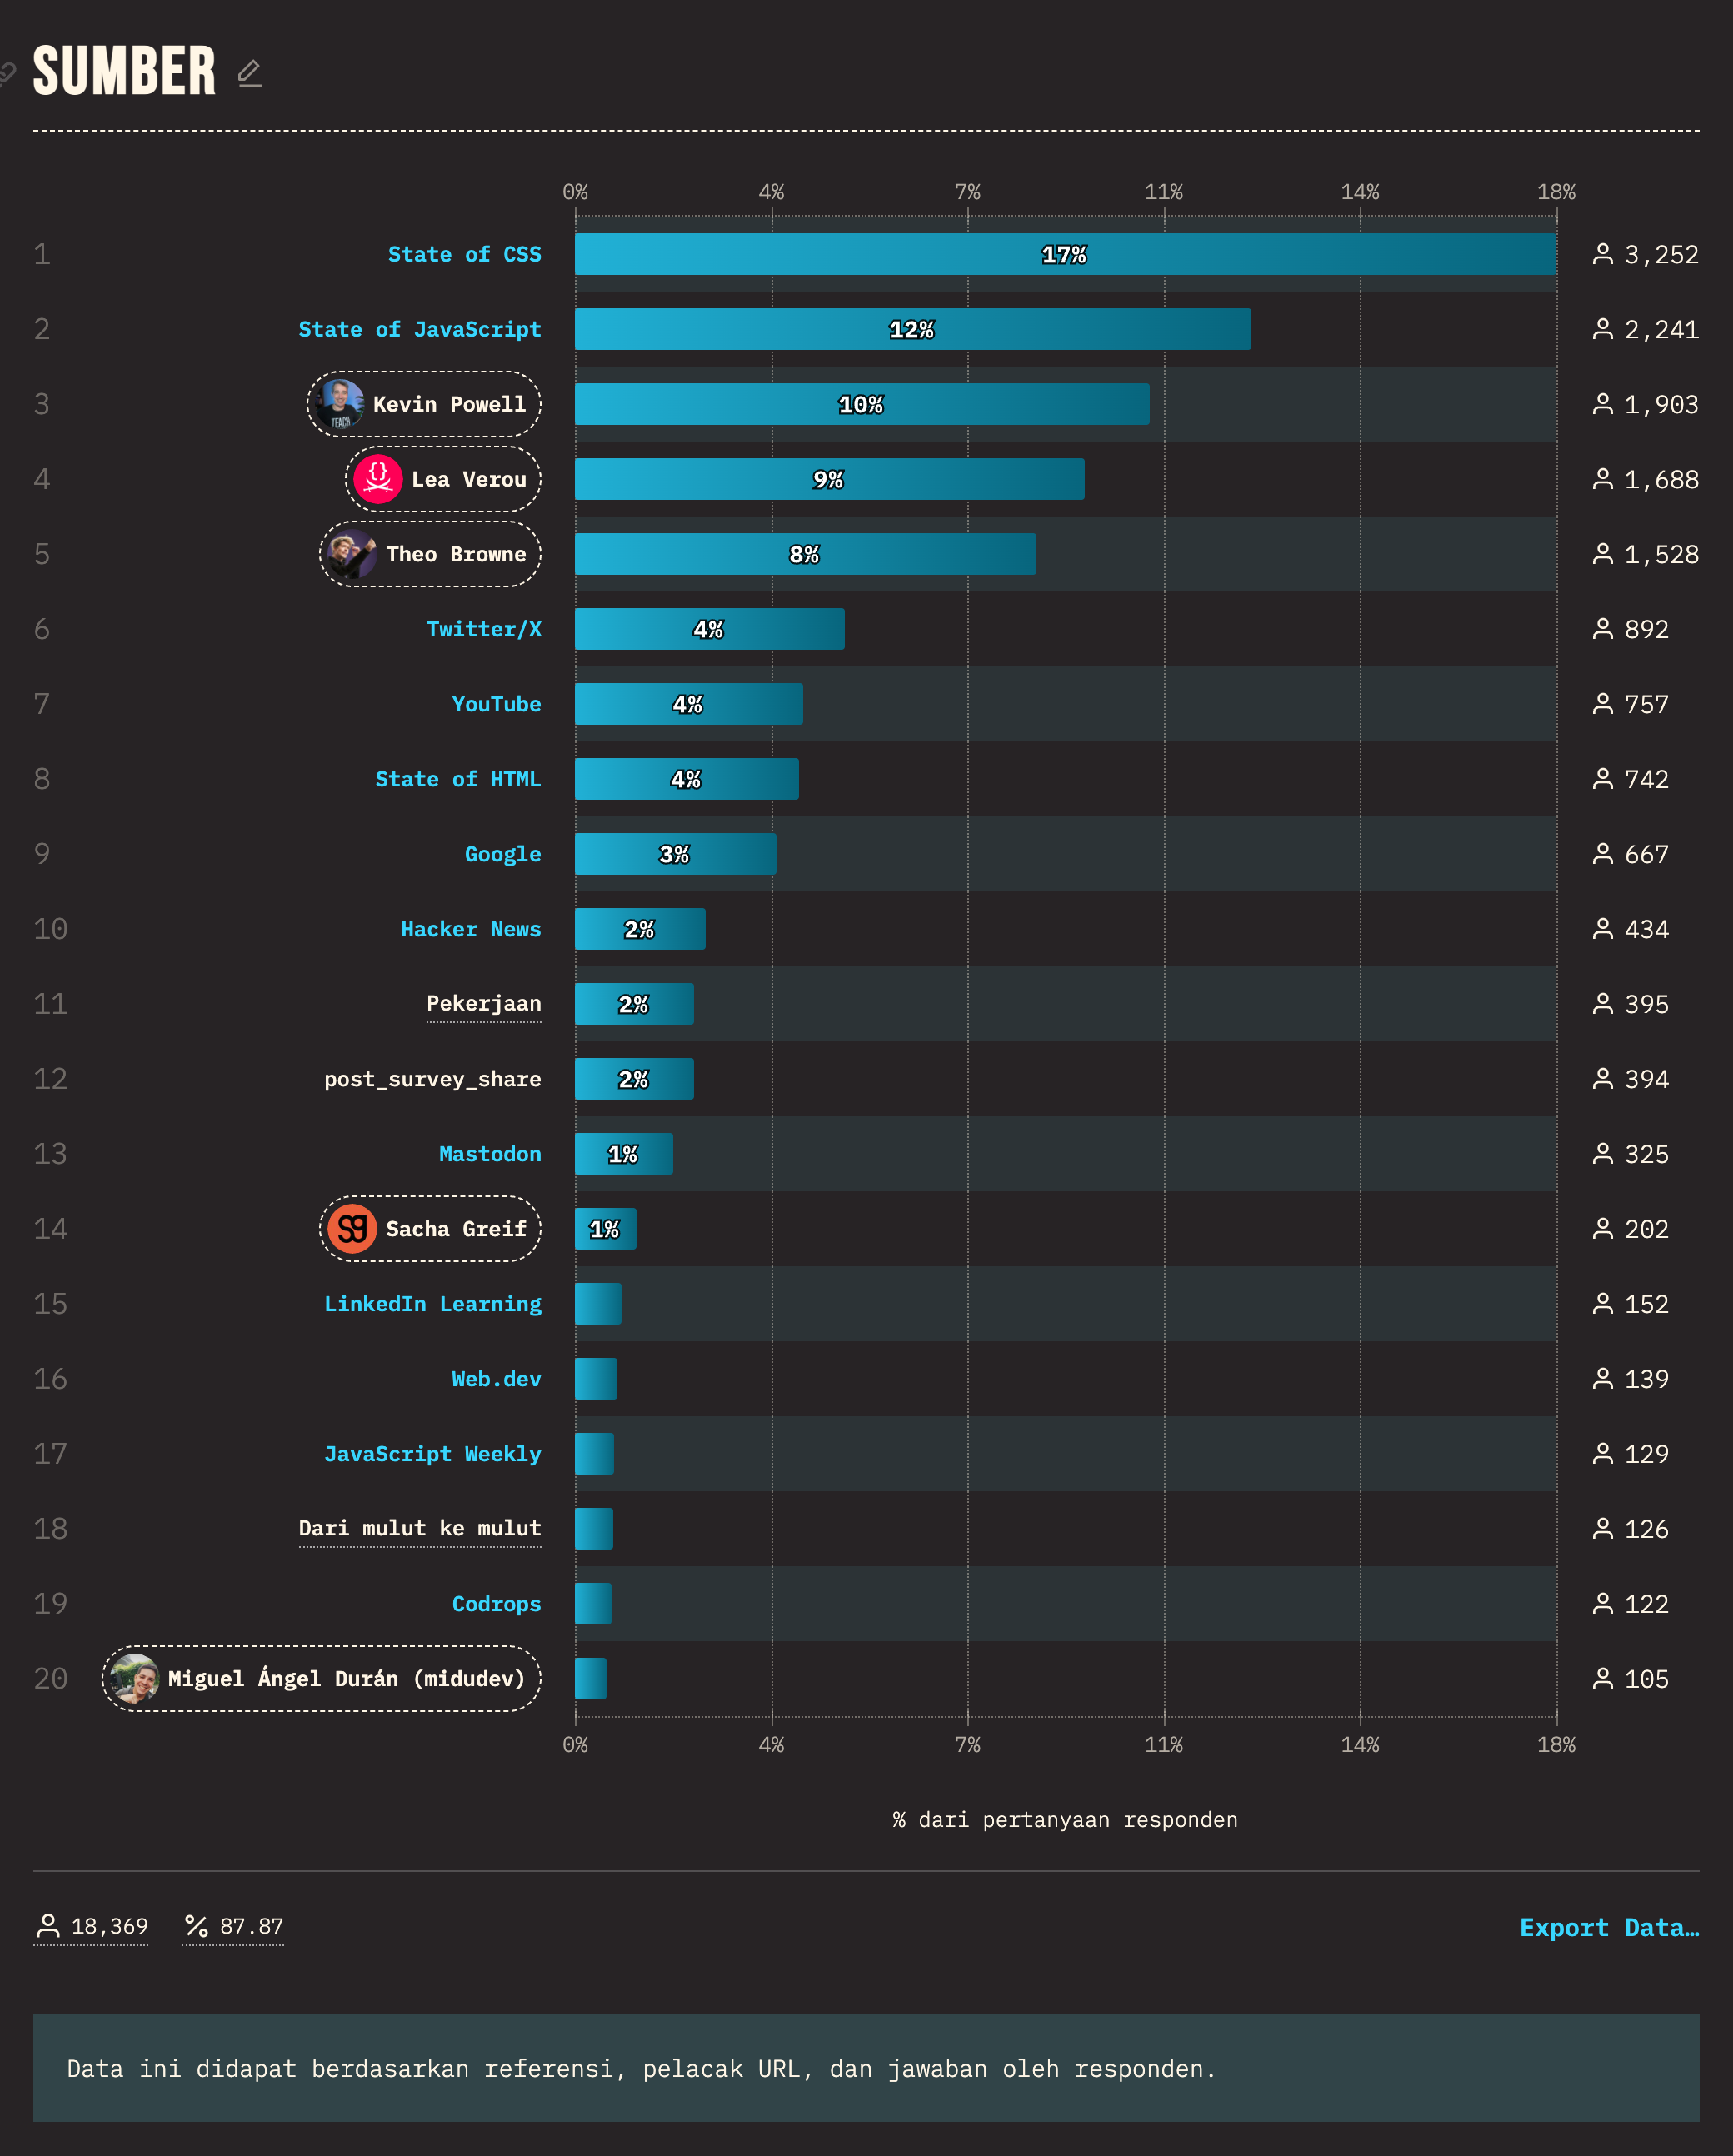 SUMBER
0% 4% 7% 11% 14% 18%
1 State of CSS 17% 3,252
2 State of JavaScript 12% 2,241
3 Kevin Powell 10% 1,903
4 Lea Verou 9% 1,688
5 Theo Browne 8% 1,528
6 Twitter/X 4% 892
7 YouTube 4% 757
8 State of HTML 4% 742
9 Google 3% 667
10 Hacker News 2% 434
11 Pekerjaan 2% 395
12 post_survey_share 2% 394
13 Mastodon 1% 325
14 Sacha Greif 1% 202
15 LinkedIn Learning 152
16 Web.dev 139
17 JavaScript Weekly 129
18 Dari mulut ke mulut 126
19 Codrops 122
20 Miguel Ángel Durán (midudev) 105
0% 4% 7% 11% 14% 18%
% dari pertanyaan responden
18,369 % 87.87 Export Data…
Data ini didapat berdasarkan referensi, pelacak URL, dan jawaban oleh responden.